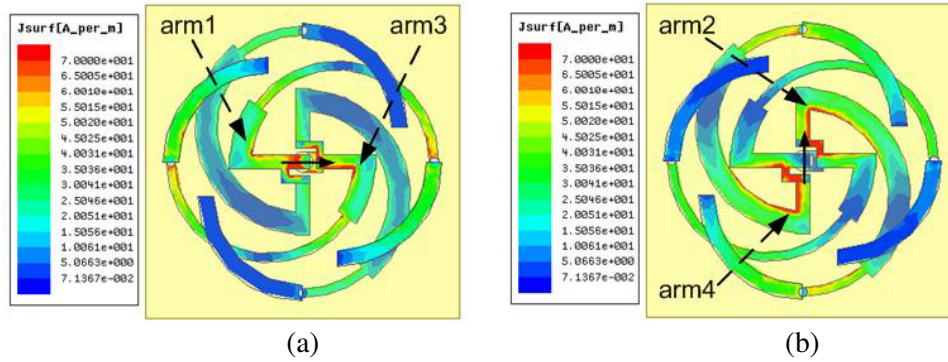 Jsurf[A_per_m]
7.0000e+001
6.5005e+001
6.0010e+001
5.5015e+001
5.0020e+001
4.5025e+001
4.0031e+001
3.5036e+001
3.0041e+001
2.5046e+001
2.0051e+001
1.5056e+001
1.0061e+001
5.0663e+000
7.1367e-002
arm1
arm3
(a)
Jsurf[A_per_m]
7.0000e+001
6.5005e+001
6.0010e+001
5.5015e+001
5.0020e+001
4.5025e+001
4.0031e+001
3.5036e+001
3.0041e+001
2.5046e+001
2.0051e+001
1.5056e+001
1.0061e+001
5.0663e+000
7.1367e-002
arm2
arm4
(b)